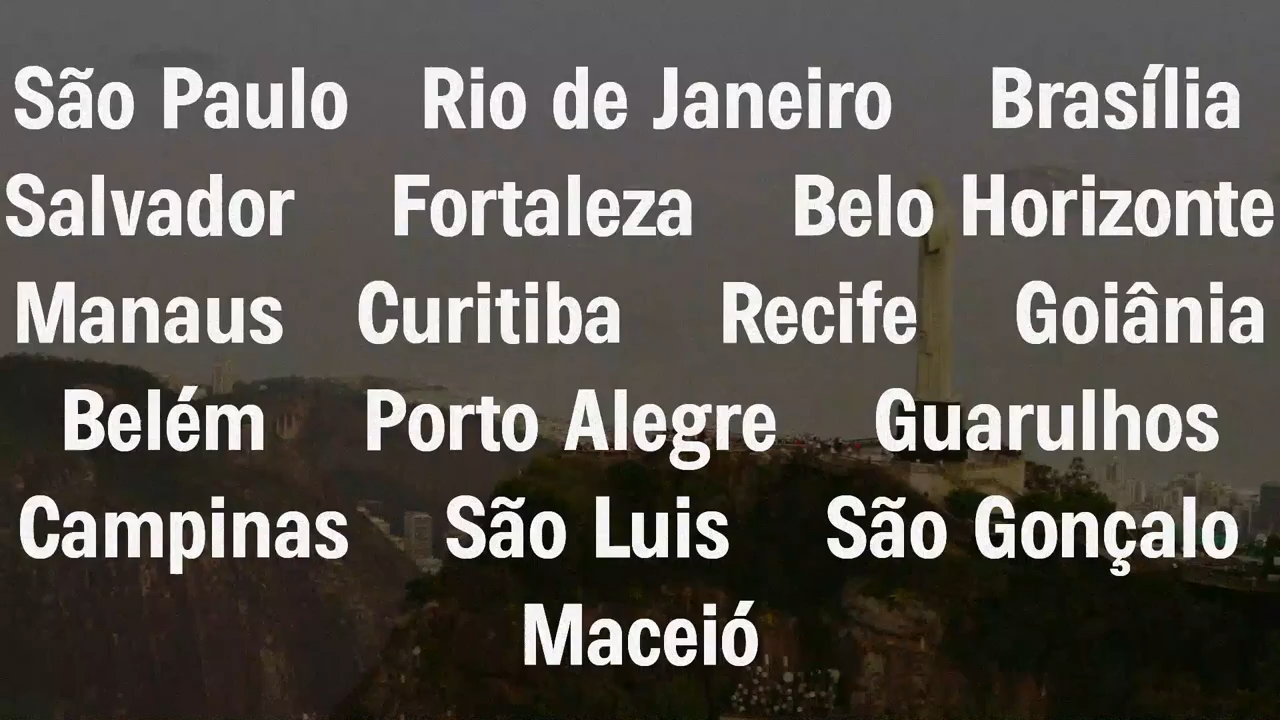 São Paulo Rio de Janeiro Brasília
Salvador Fortaleza Belo Horizonte
Manaus Curitiba Recife Goiânia
Belém Porto Alegre Guarulhos
Campinas São Luis São Gonçalo
Maceió